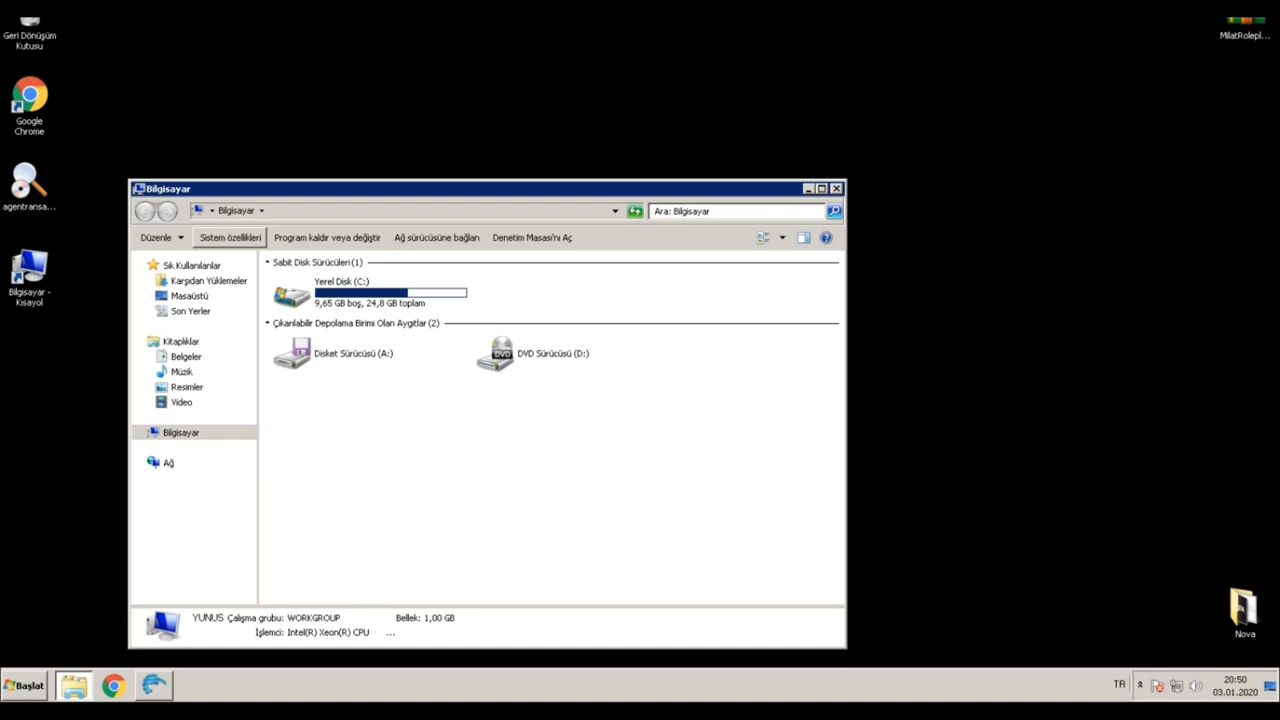 Geri Dönüşüm
Kutusu
Google
Chrome
agentransa...
Bilgisayar -
Kısayol
MilatRolepl...
Bilgisayar
Bilgisayar
Ara: Bilgisayar
Düzenle
Sistem özellikleri
Program kaldır veya değiştir
Ağ sürücüsüne bağlan
Denetim Masası'nı Aç
Sık Kullanılanlar
Karşıdan Yüklemeler
Masaüstü
Son Yerler
Kitaplıklar
Belgeler
Müzik
Resimler
Video
Bilgisayar
Ağ
Sabit Disk Sürücüleri (1)
Yerel Disk (C:)
9,65 GB boş, 24,8 GB toplam
Çıkarılabilir Depolama Birimi Olan Aygıtlar (2)
Disket Sürücüsü (A:)
DVD
DVD Sürücüsü (D:)
YUNUS Çalışma grubu: WORKGROUP Bellek: 1,00 GB
İşlemci: Intel(R) Xeon(R) CPU ...
Nova
Başlat
TR
20:50
03.01.2020